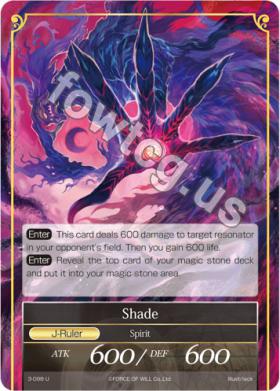 fowtcg.us
Enter This card deals 600 damage to target resonator
in your opponent's field. Then you gain 600 life.
Enter Reveal the top card of your magic stone deck
and put it into your magic stone area.
Shade
J-Ruler Spirit
ATK 600 / DEF 600
©FORCE OF WILL Co.,Ltd.